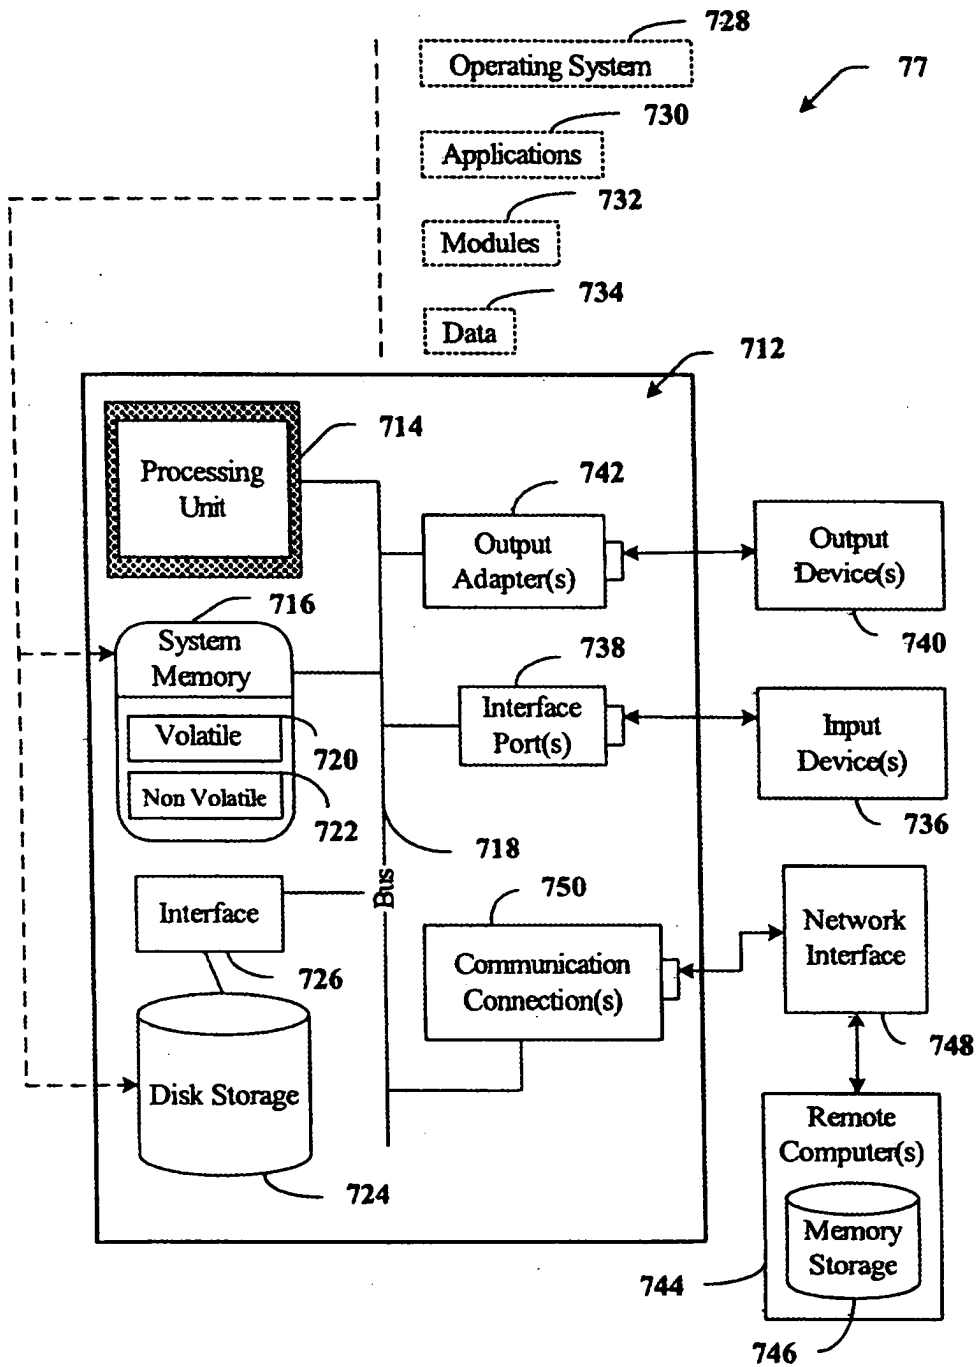 728
Operating System
77
730
Applications
732
Modules
734
Data
712
714
Processing
Unit
742
Output
Adapter(s)
Output
Device(s)
740
716
System
Memory
738
Interface
Port(s)
Input
Device(s)
736
Volatile
720
Non Volatile
722
718
Bus
750
Interface
726
Communication
Connection(s)
Network
Interface
748
Disk Storage
724
Remote
Computer(s)
Memory
Storage
744
746